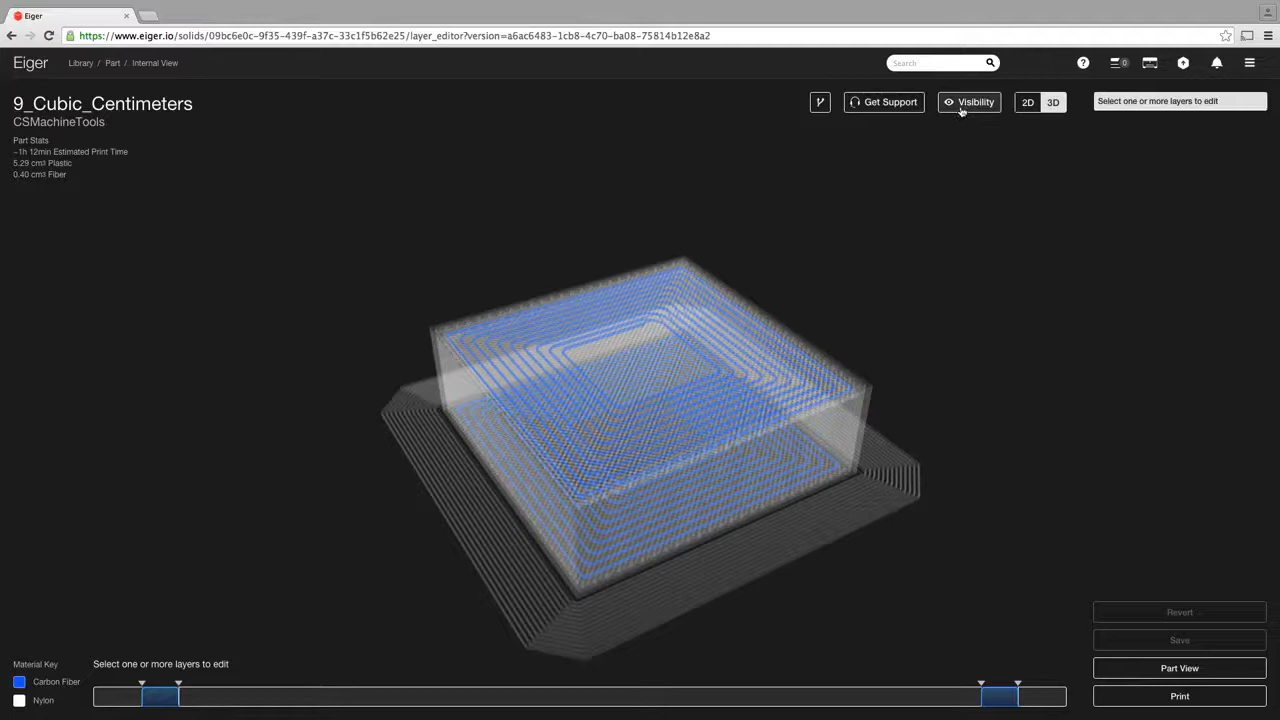 Eiger
https://www.eiger.io/solids/09bc6e0c-9f35-439f-a37c-33c1f5b62e25/layer_editor?version=a6ac6483-1cb8-4c70-ba08-75814b12e8a2
Eiger
Library / Part / Internal View
Search
0
9_Cubic_Centimeters
CSMachineTools
Get Support
Visibility
2D 3D
Select one or more layers to edit
Part Stats
~1h 12min Estimated Print Time
5.29 cm³ Plastic
0.40 cm³ Fiber
Revert
Save
Part View
Print
Material Key
Carbon Fiber
Nylon
Select one or more layers to edit